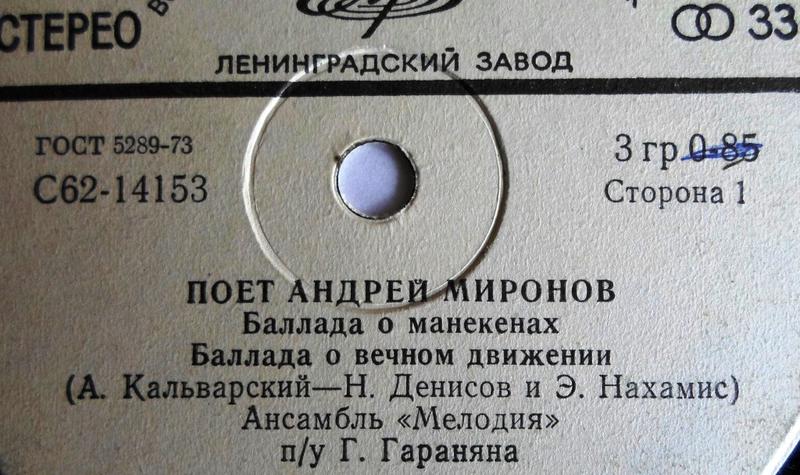 СТЕРЕО
33
ЛЕНИНГРАДСКИЙ ЗАВОД
ГОСТ 5289-73
3 гр 0-85
С62-14153
Сторона 1
ПОЕТ АНДРЕЙ МИРОНОВ
Баллада о манекенах
Баллада о вечном движении
(А. Кальварский—Н. Денисов и Э. Нахамис)
Ансамбль «Мелодия»
п/у Г. Гараняна